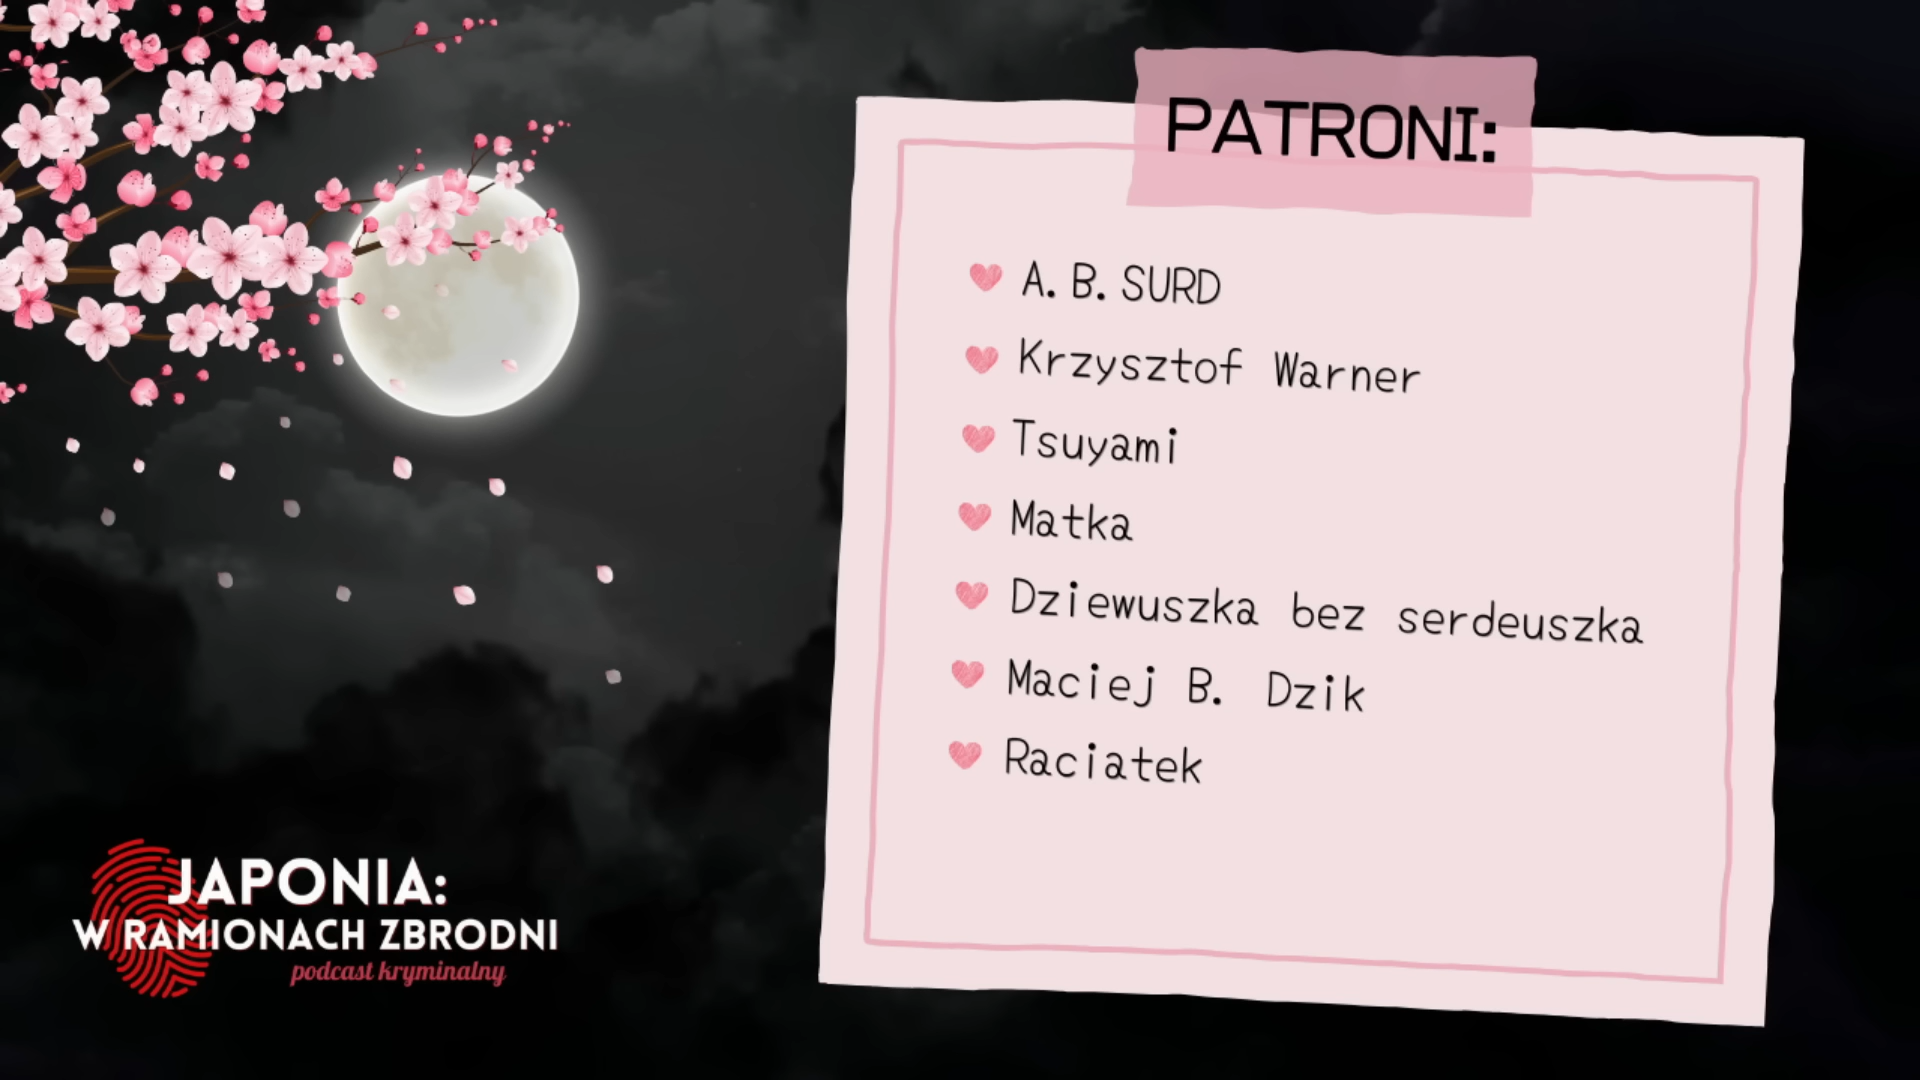 PATRONI:
A. B. SURD
Krzysztof Warner
Tsuyami
Matka
Dziewuszka bez serdeuszka
Maciej B. Dzik
Raciatek
JAPONIA:
W RAMIONACH ZBRODNI
podcast kryminalny